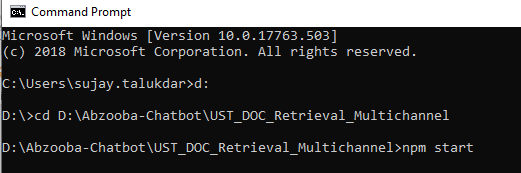 Command Prompt
Microsoft Windows [Version 10.0.17763.503]
(c) 2018 Microsoft Corporation. All rights reserved.
C:\Users\sujay.talukdar>d:
D:\>cd D:\Abzooba-Chatbot\UST_DOC_Retrieval_Multichannel
D:\Abzooba-Chatbot\UST_DOC_Retrieval_Multichannel>npm start